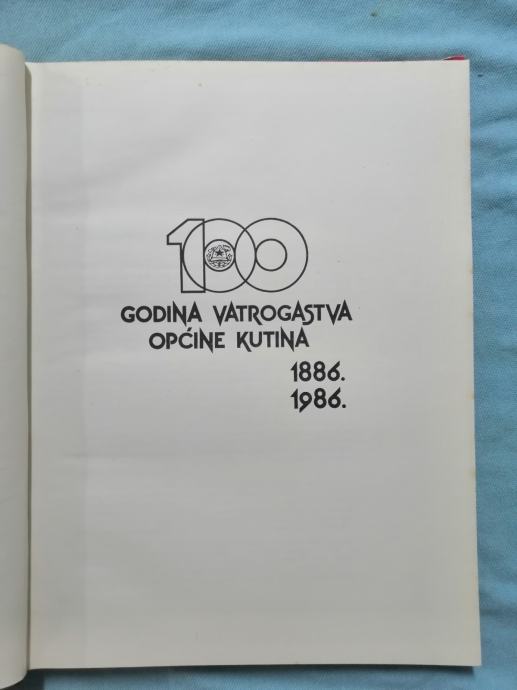 100
GODINA VATROGASTVA
OPĆINE KUTINA
1886.
1986.